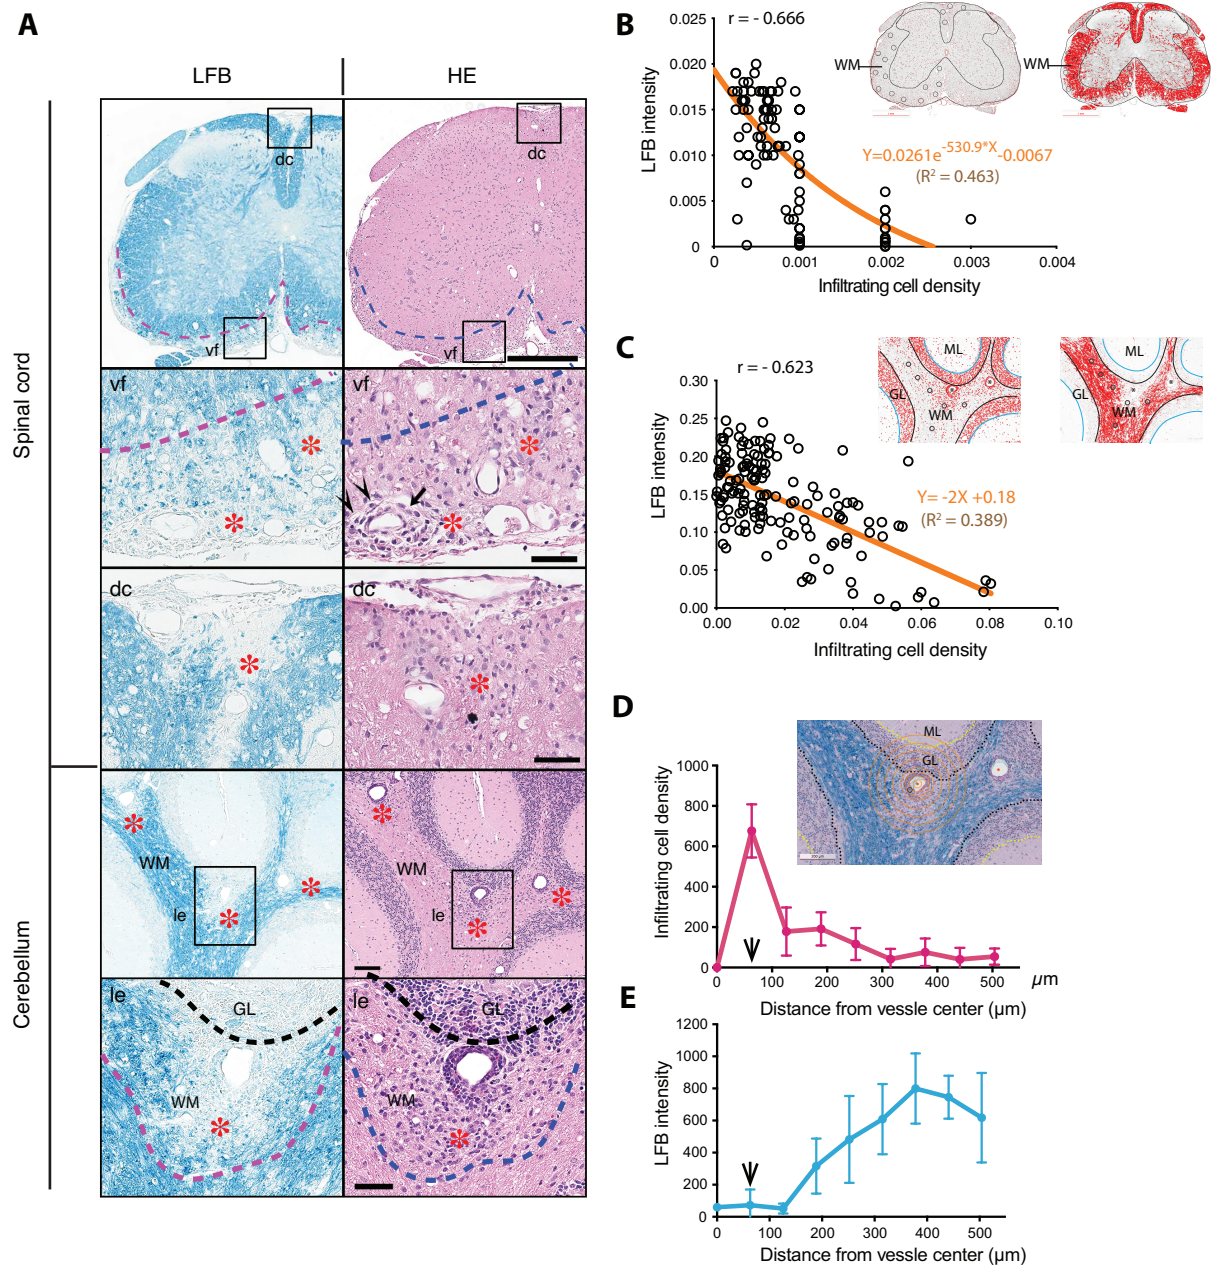 A
LFB
HE
Spinal cord
Cerebellum
dc
vf
dc
vf
vf
vf
dc
WM
le
WM
le
le
GL
WM
le
GL
WM
B
r = - 0.666
WM
WM
LFB intensity
0.025
0.020
0.015
0.010
0.005
0
Y=0.0261e-530.9*X-0.0067
(R2 = 0.463)
0
0.001
0.002
0.003
0.004
Infiltrating cell density
C
r = - 0.623
ML
GL
WM
ML
GL
WM
LFB intensity
0.30
0.25
0.20
0.15
0.10
0.05
0.00
Y= -2X +0.18
(R2 = 0.389)
0.00
0.02
0.04
0.06
0.08
0.10
Infiltrating cell density
D
ML
GL
Infiltrating cell density
1000
800
600
400
200
0
0
100
200
300
400
500
μm
Distance from vessle center (μm)
E
LFB intensity
1200
1000
800
600
400
200
0
0
100
200
300
400
500
Distance from vessle center (μm)